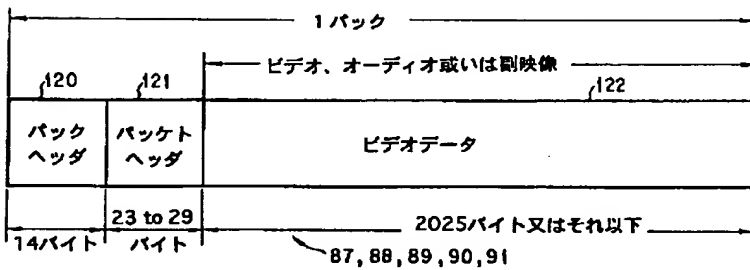 1パック
ビデオ、オーディオ或いは副映像
120
121
122
パック
ヘッダ
パケット
ヘッダ
ビデオデータ
14バイト
23 to 29
バイト
2025バイト又はそれ以下
87,88,89,90,91